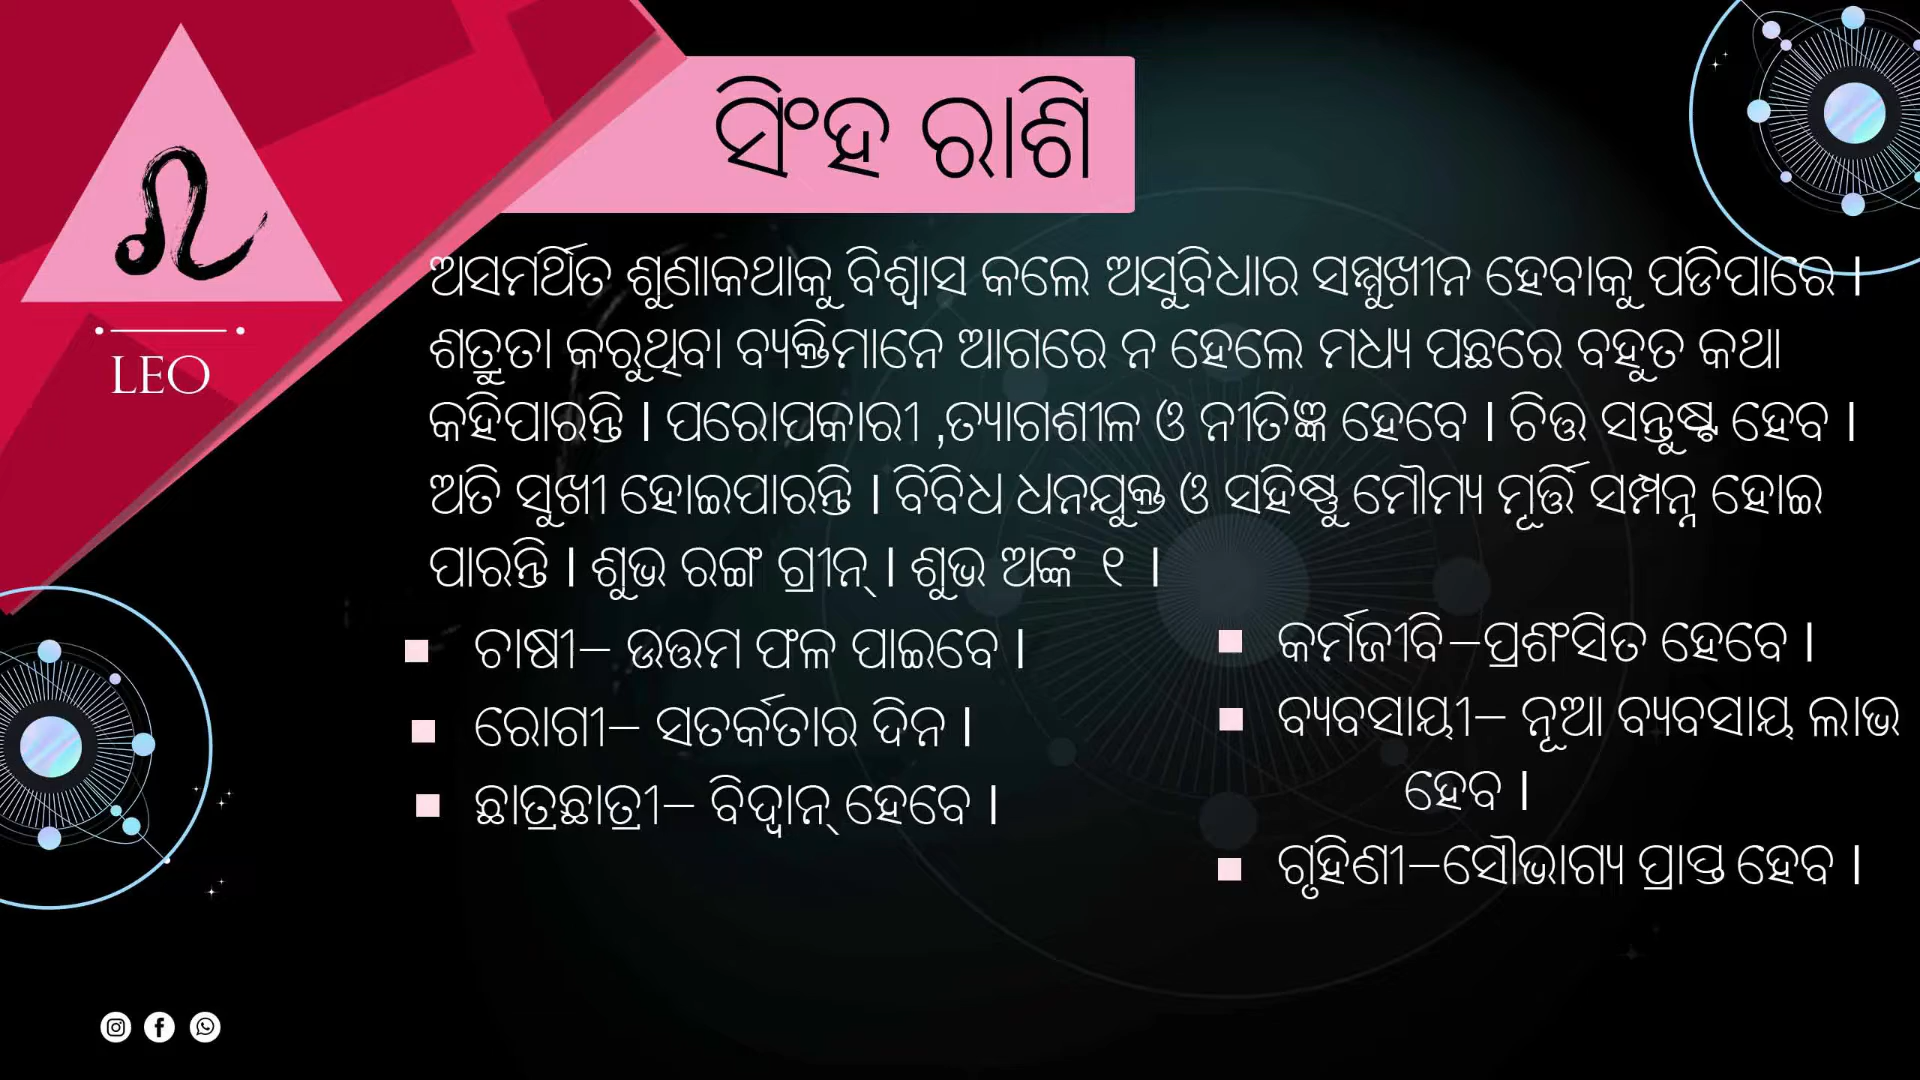 ସିଂହ ରାଶି
LEO
ଅସମର୍ଥିତ ଶୁଣାକଥାକୁ ବିଶ୍ୱାସ କଲେ ଅସୁବିଧାର ସମ୍ମୁଖୀନ ହେବାକୁ ପଡିପାରେ ।
ଶତ୍ରୁତା କରୁଥିବା ବ୍ୟକ୍ତିମାନେ ଆଗରେ ନ ହେଲେ ମଧ୍ୟ ପଛରେ ବହୁତ କଥା
କହିପାରନ୍ତି । ପରୋପକାରୀ ,ତ୍ୟାଗଶୀଳ ଓ ନୀତିଜ୍ଞ ହେବେ । ଚିତ୍ତ ସନ୍ତୁଷ୍ଟ ହେବ ।
ଅତି ସୁଖୀ ହୋଇପାରନ୍ତି । ବିବିଧ ଧନଯୁକ୍ତ ଓ ସହିଷ୍ଣୁ ମୌମ୍ୟ ମୂର୍ତ୍ତି ସମ୍ପନ୍ନ ହୋଇ
ପାରନ୍ତି । ଶୁଭ ରଙ୍ଗ ଗ୍ରୀନ୍ । ଶୁଭ ଅଙ୍କ ୧ ।
ଚାଷୀ– ଉତ୍ତମ ଫଳ ପାଇବେ ।
ରୋଗୀ– ସତର୍କତାର ଦିନ ।
ଛାତ୍ରଛାତ୍ରୀ– ବିଦ୍ୱାନ୍ ହେବେ ।
କର୍ମଜୀବି–ପ୍ରଶଂସିତ ହେବେ ।
ବ୍ୟବସାୟୀ– ନୂଆ ବ୍ୟବସାୟ ଲାଭ
ହେବ ।
ଗୃହିଣୀ–ସୌଭାଗ୍ୟ ପ୍ରାପ୍ତ ହେବ ।